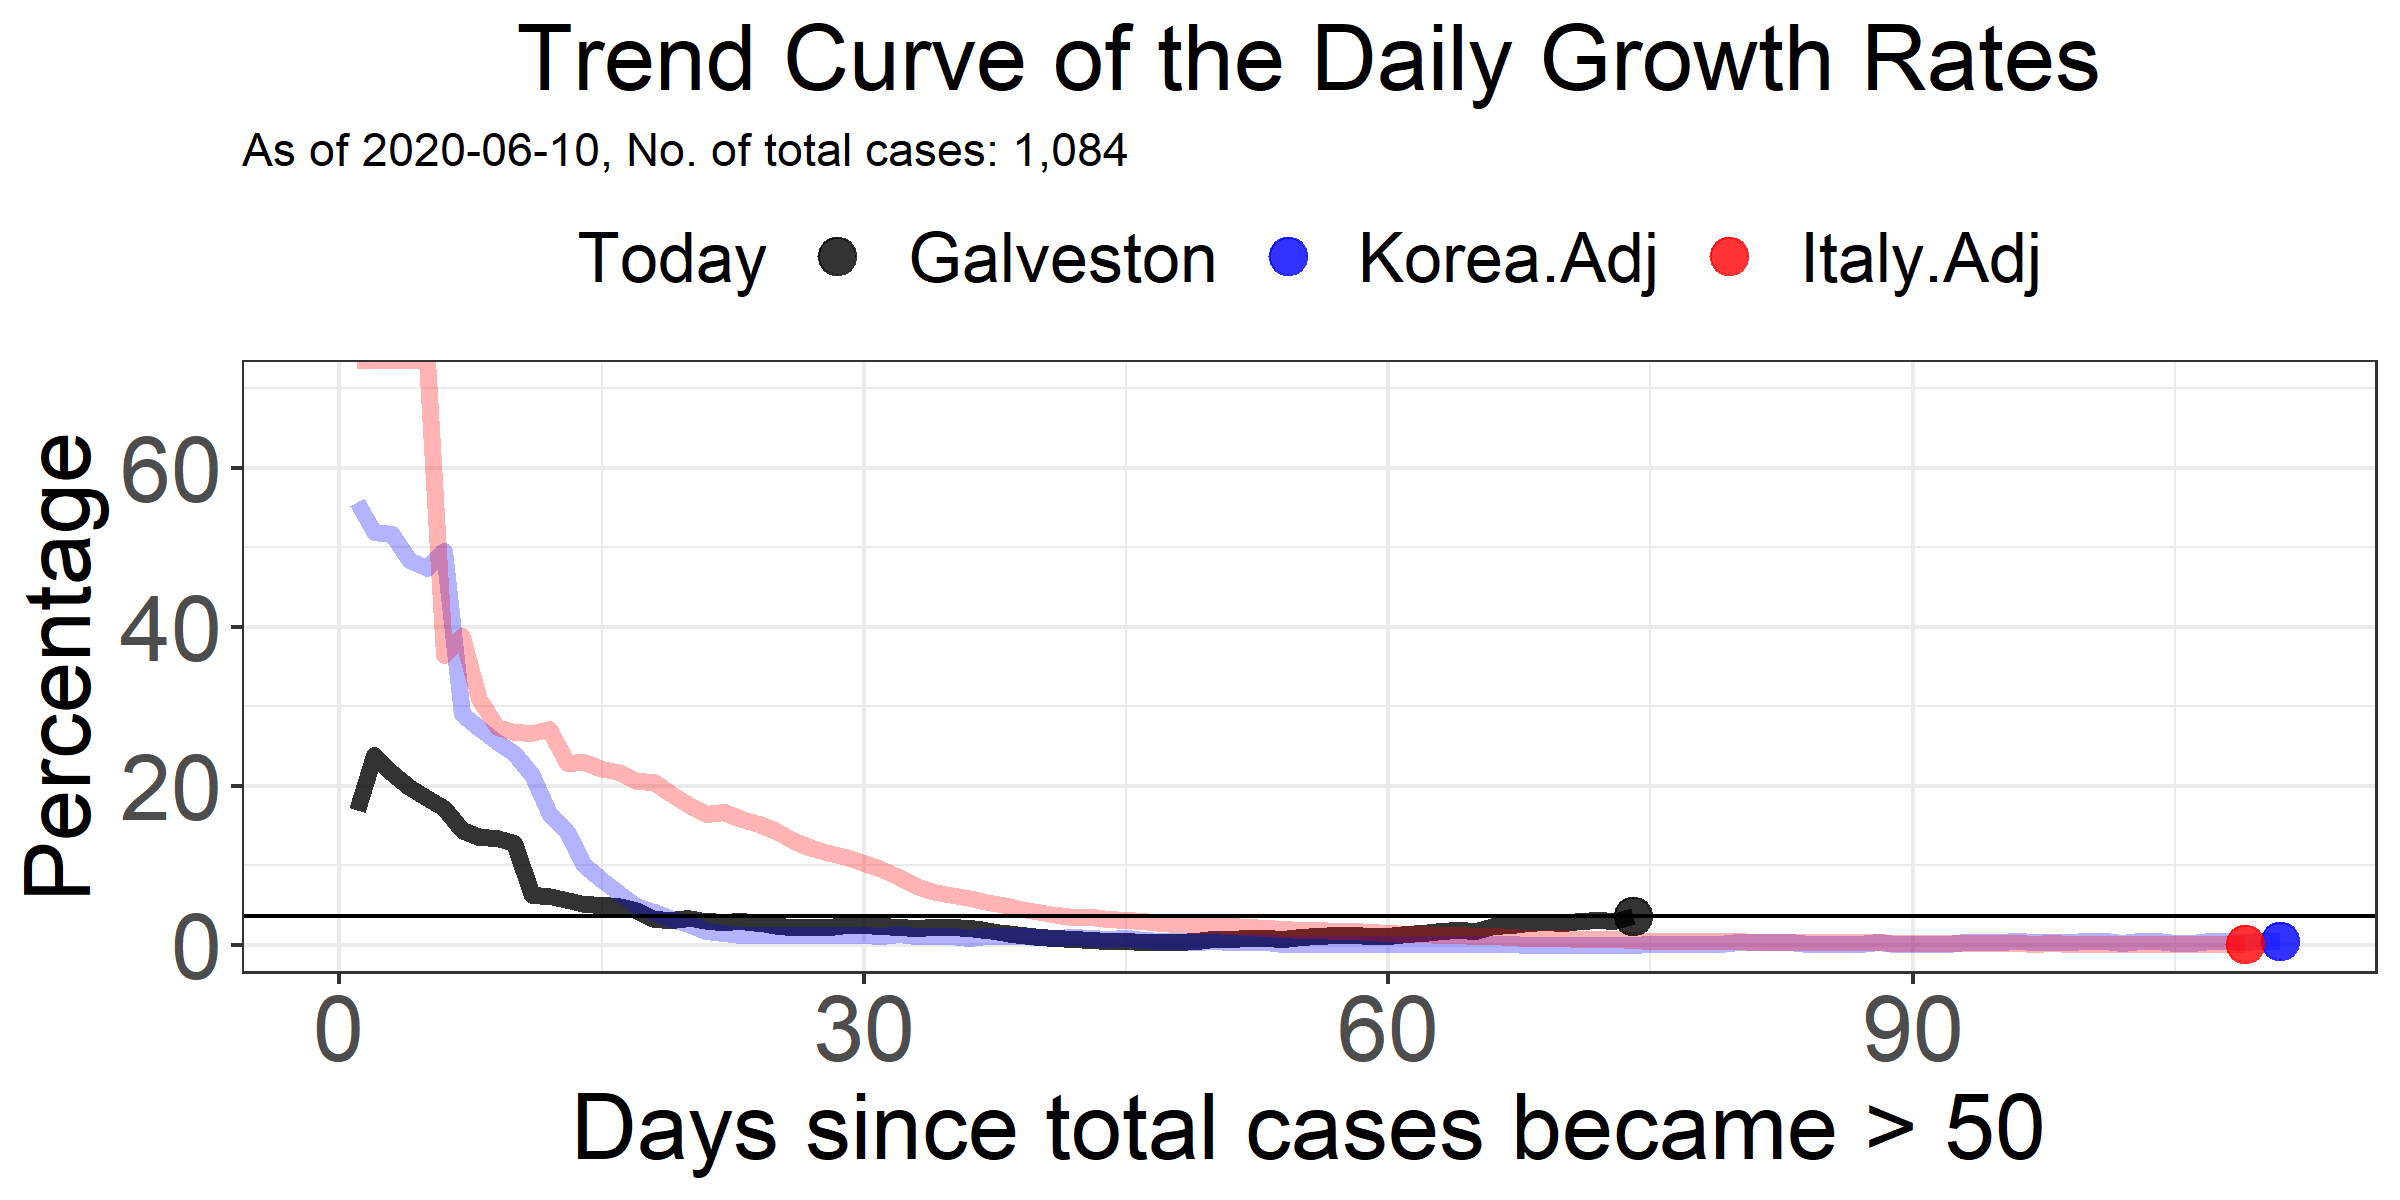 Trend Curve of the Daily Growth Rates
As of 2020-06-10, No. of total cases: 1,084
Today Galveston Korea.Adj Italy.Adj
Percentage
60
40
20
0
0 30 60 90
Days since total cases became > 50